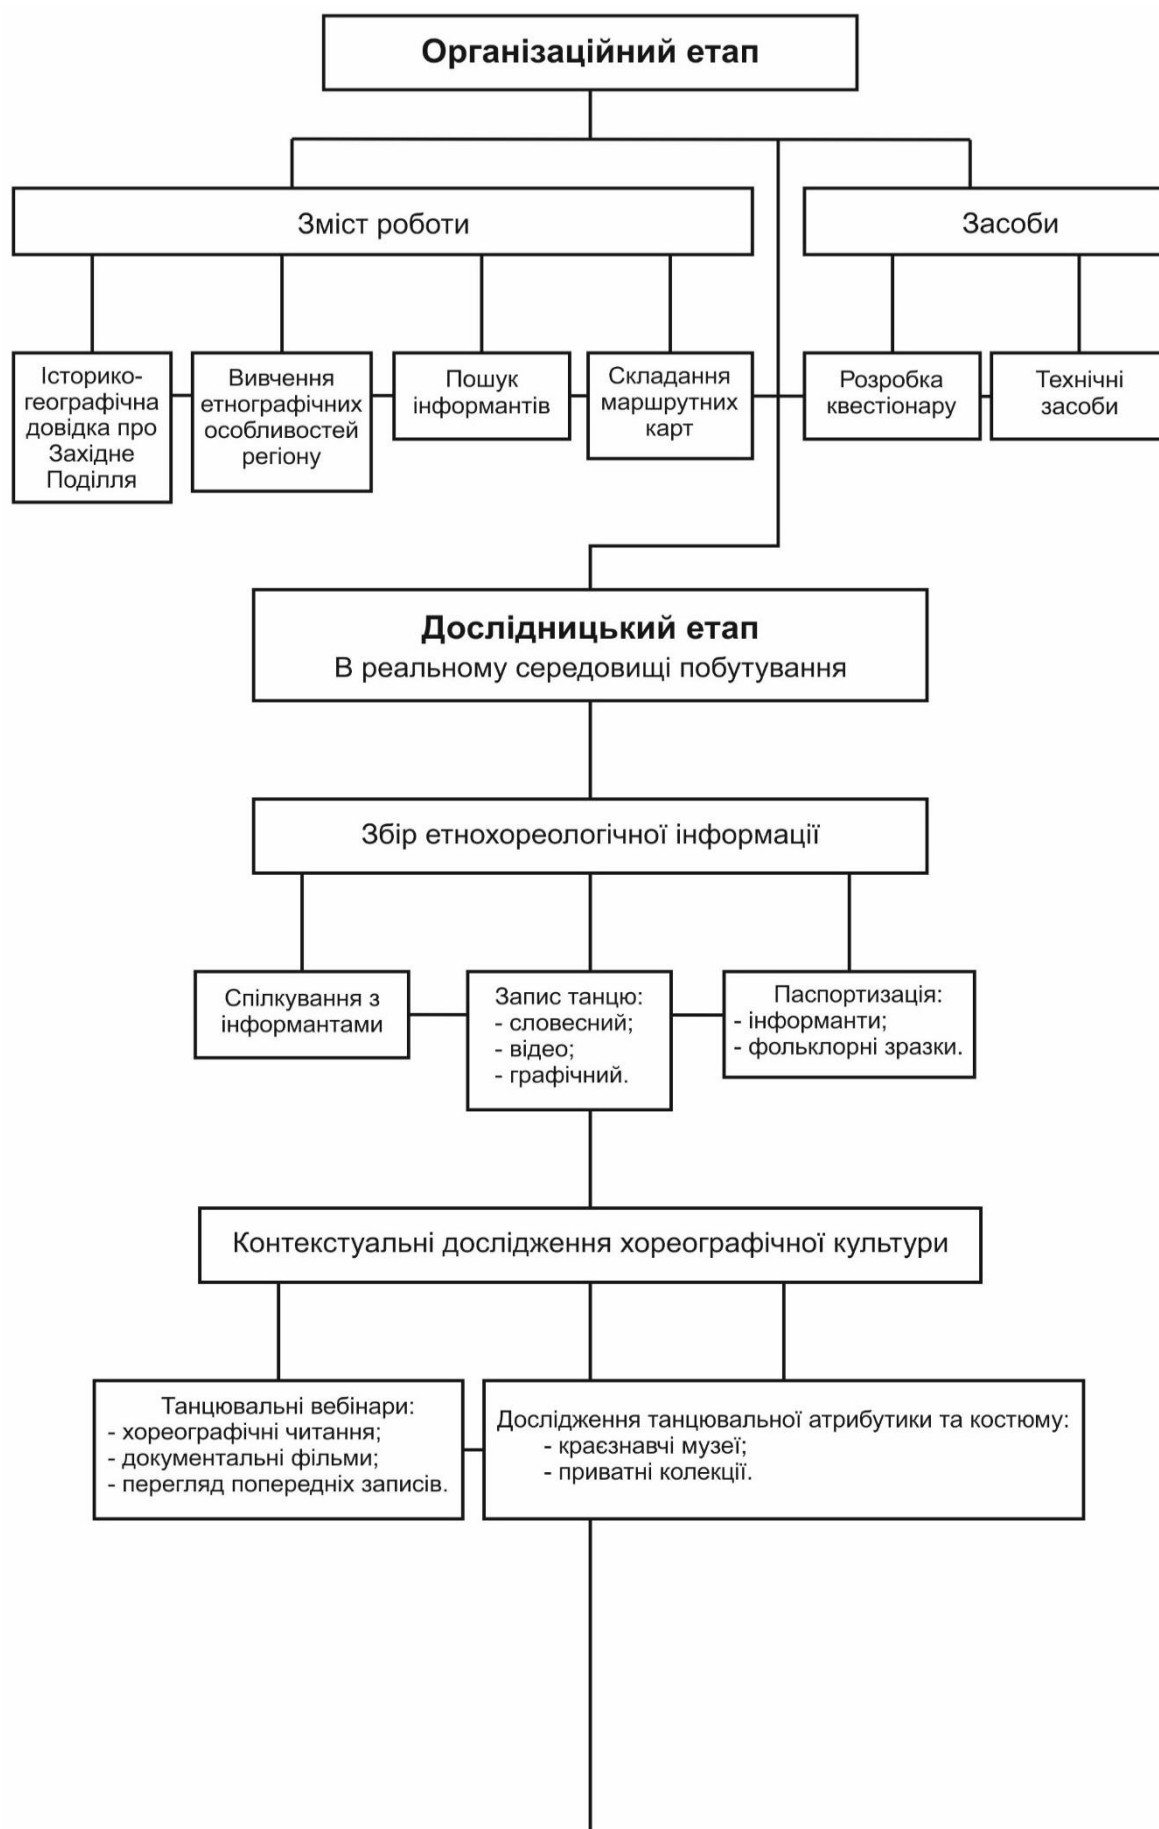 Організаційний етап
Зміст роботи
Засоби
Історико-
географічна
довідка про
Західне
Поділля
Вивчення
етнографічних
особливостей
регіону
Пошук
інформантів
Складання
маршрутних
карт
Розробка
квестіонару
Технічні
засоби
Дослідницький етап
В реальному середовищі побутування
Збір етнохореологічної інформації
Спілкування з
інформантами
Запис танцю:
- словесний;
- відео;
- графічний.
Паспортизація:
- інформанти;
- фольклорні зразки.
Контекстуальні дослідження хореографічної культури
Танцювальні вебінари:
- хореографічні читання;
- документальні фільми;
- перегляд попередніх записів.
Дослідження танцювальної атрибутики та костюму:
- краєзнавчі музеї;
- приватні колекції.